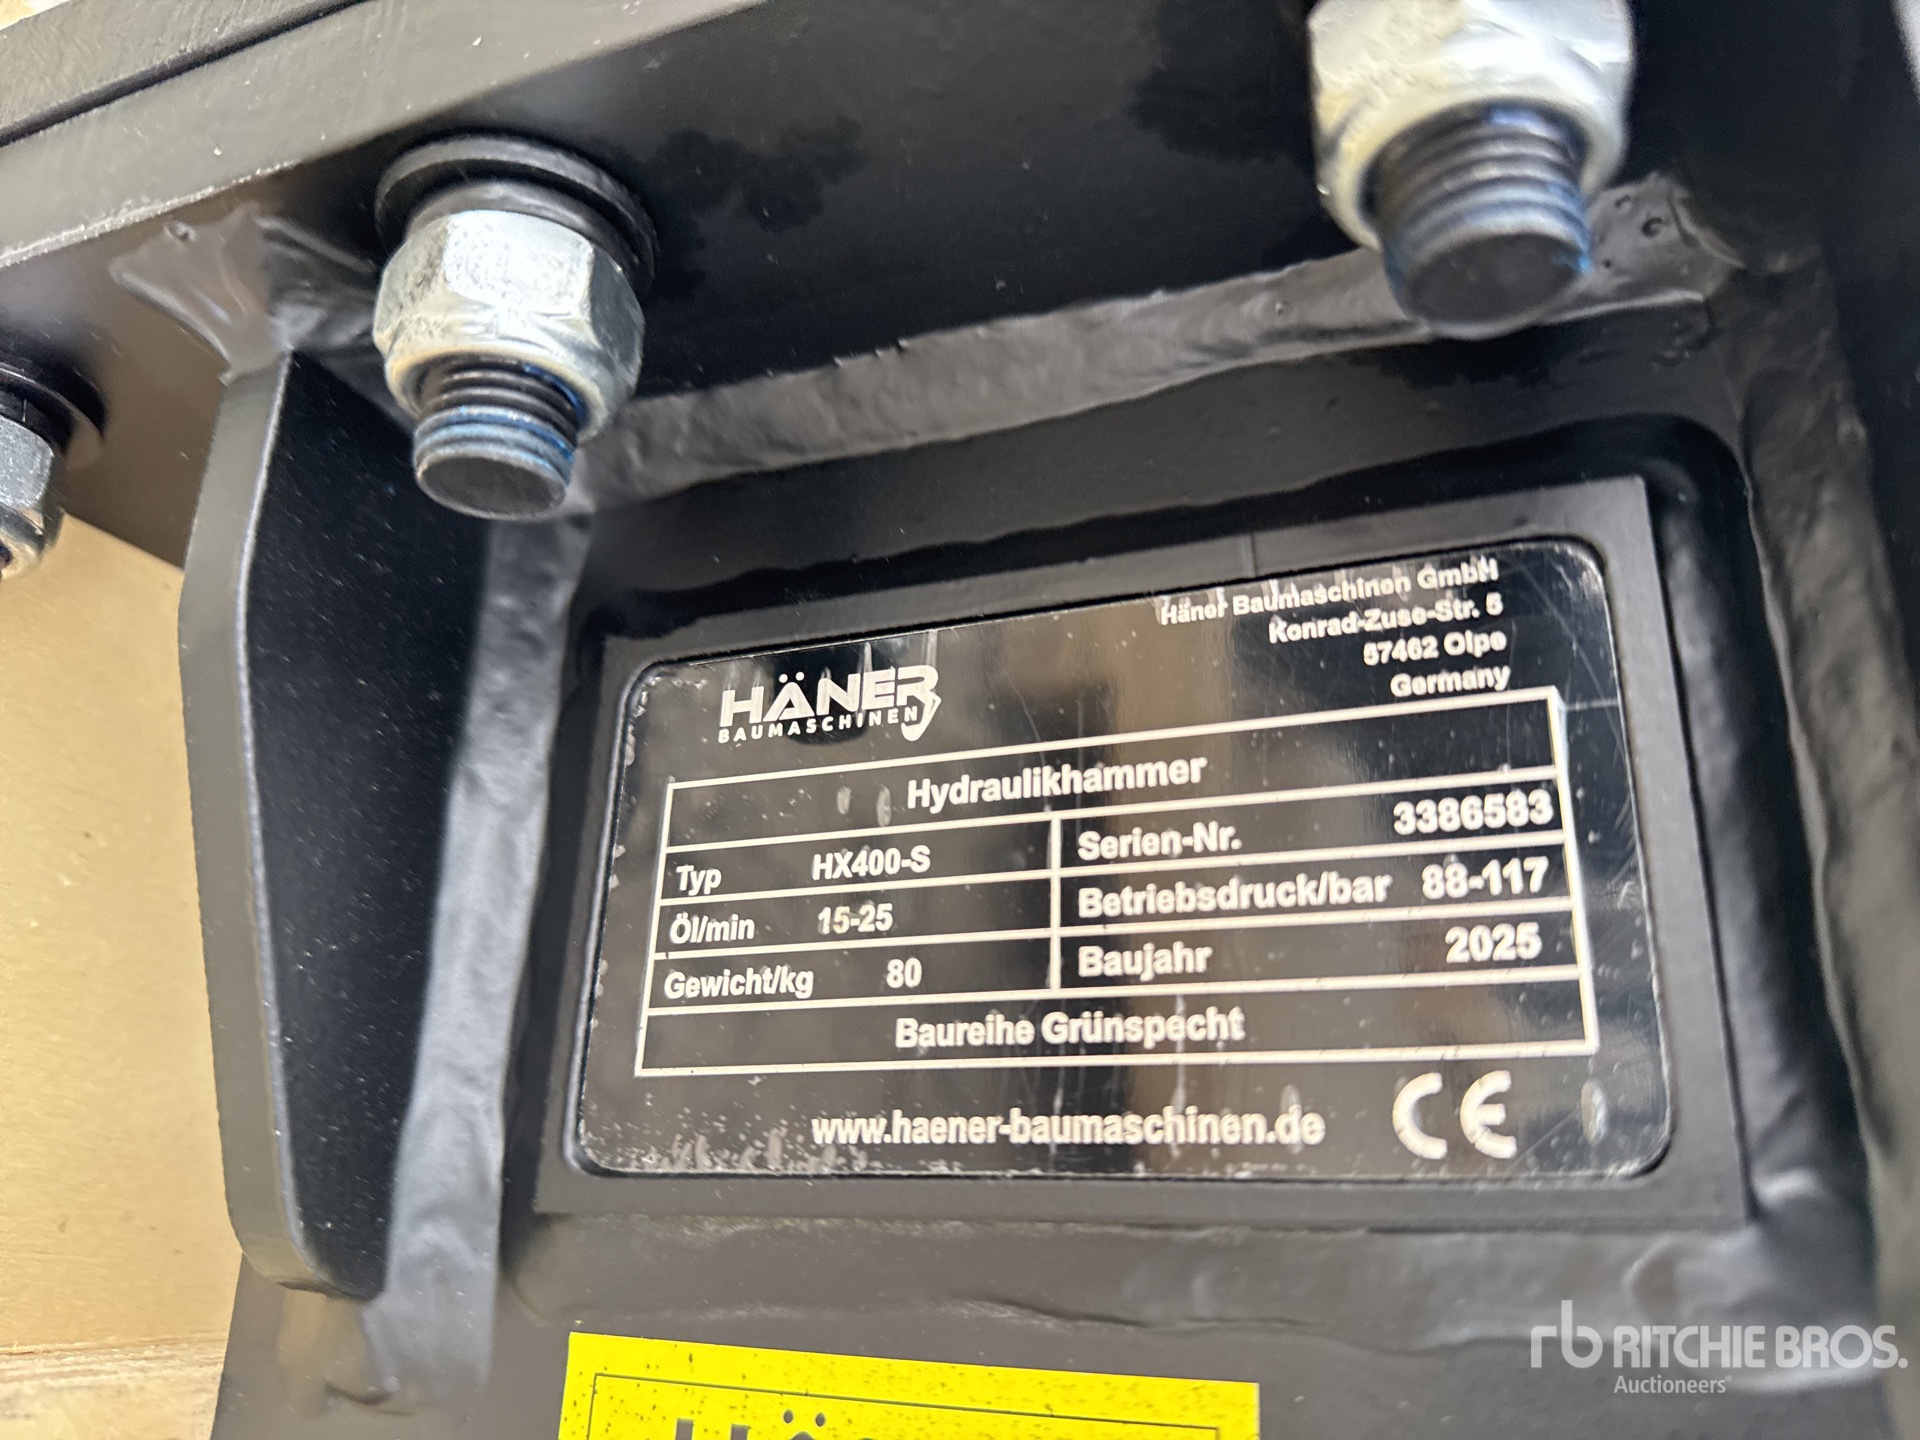 HÄNER
BAUMASCHINEN
Häner Baumaschinen GmbH
Konrad-Zuse-Str. 5
57462 Olpe
Germany
Hydraulikhammer
Typ HX400-S
Serien-Nr. 3386583
Öl/min 15-25
Betriebsdruck/bar 88-117
Gewicht/kg 80
Baujahr 2025
Baureihe Grünspecht
www.haener-baumaschinen.de CE
rb RITCHIE BROS.
Auctioneers